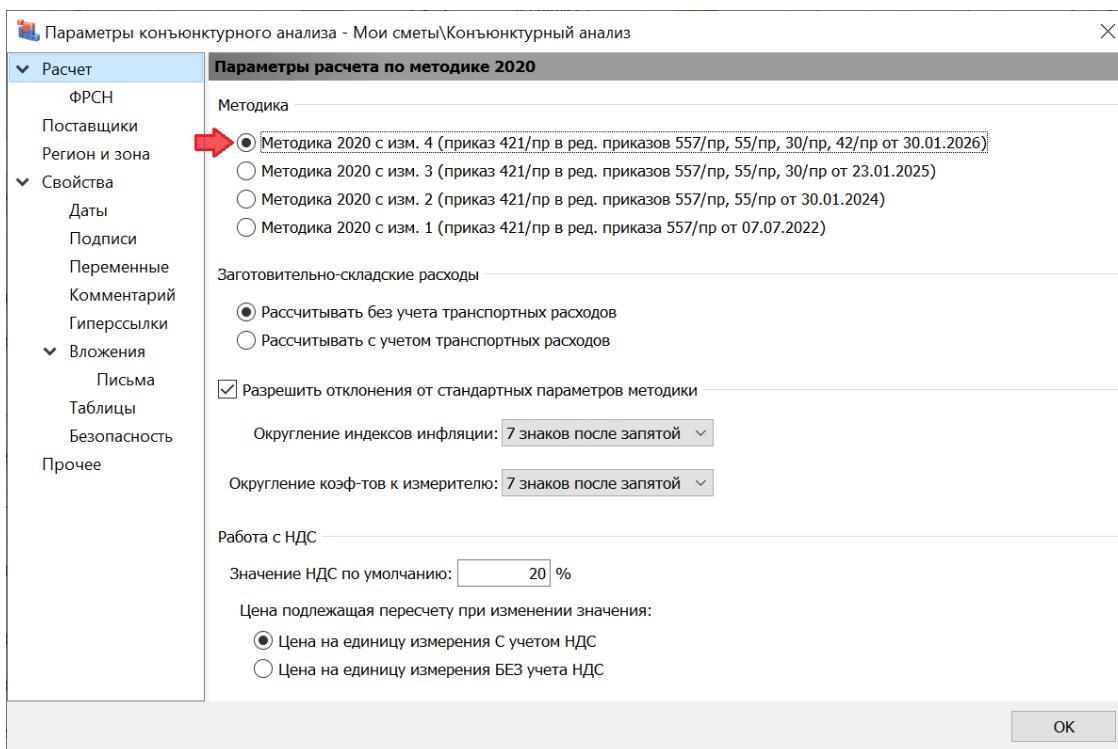 Параметры конъюнктурного анализа - Мои сметы\Конъюнктурный анализ
Расчет
ФРСН
Поставщики
Регион и зона
Свойства
Даты
Подписи
Переменные
Комментарий
Гиперссылки
Вложения
Письма
Таблицы
Безопасность
Прочее
Параметры расчета по методике 2020
Методика
Методика 2020 с изм. 4 (приказ 421/пр в ред. приказов 557/пр, 55/пр, 30/пр, 42/пр от 30.01.2026)
Методика 2020 с изм. 3 (приказ 421/пр в ред. приказов 557/пр, 55/пр, 30/пр от 23.01.2025)
Методика 2020 с изм. 2 (приказ 421/пр в ред. приказов 557/пр, 55/пр от 30.01.2024)
Методика 2020 с изм. 1 (приказ 421/пр в ред. приказа 557/пр от 07.07.2022)
Заготовительно-складские расходы
Рассчитывать без учета транспортных расходов
Рассчитывать с учетом транспортных расходов
Разрешить отклонения от стандартных параметров методики
Округление индексов инфляции: 7 знаков после запятой
Округление коэф-тов к измерителю: 7 знаков после запятой
Работа с НДС
Значение НДС по умолчанию: 20 %
Цена подлежащая пересчету при изменении значения:
Цена на единицу измерения С учетом НДС
Цена на единицу измерения БЕЗ учета НДС
ОК